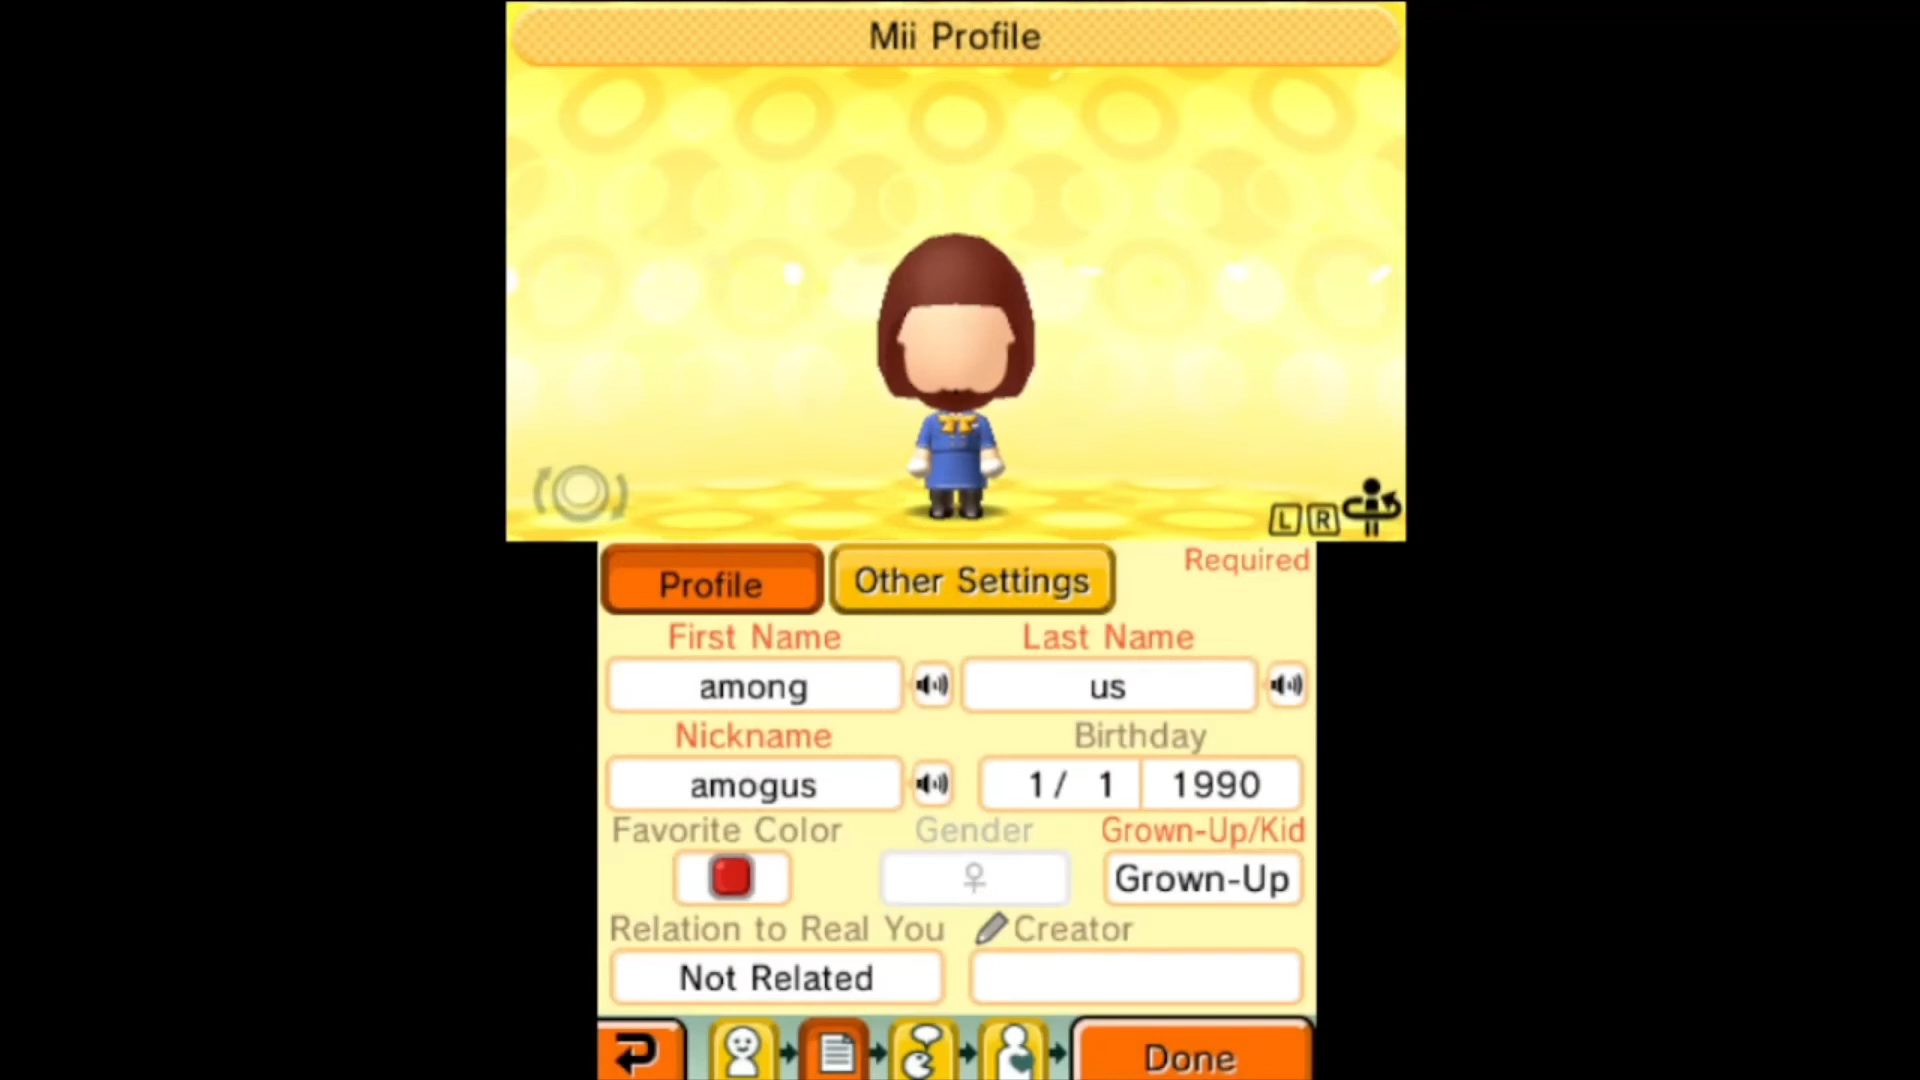 Mii Profile
L R
Profile
Other Settings
Required
First Name
Last Name
among
us
Nickname
Birthday
amogus
1/ 1
1990
Favorite Color
Gender
Grown-Up/Kid
♀
Grown-Up
Relation to Real You
Creator
Not Related
Done